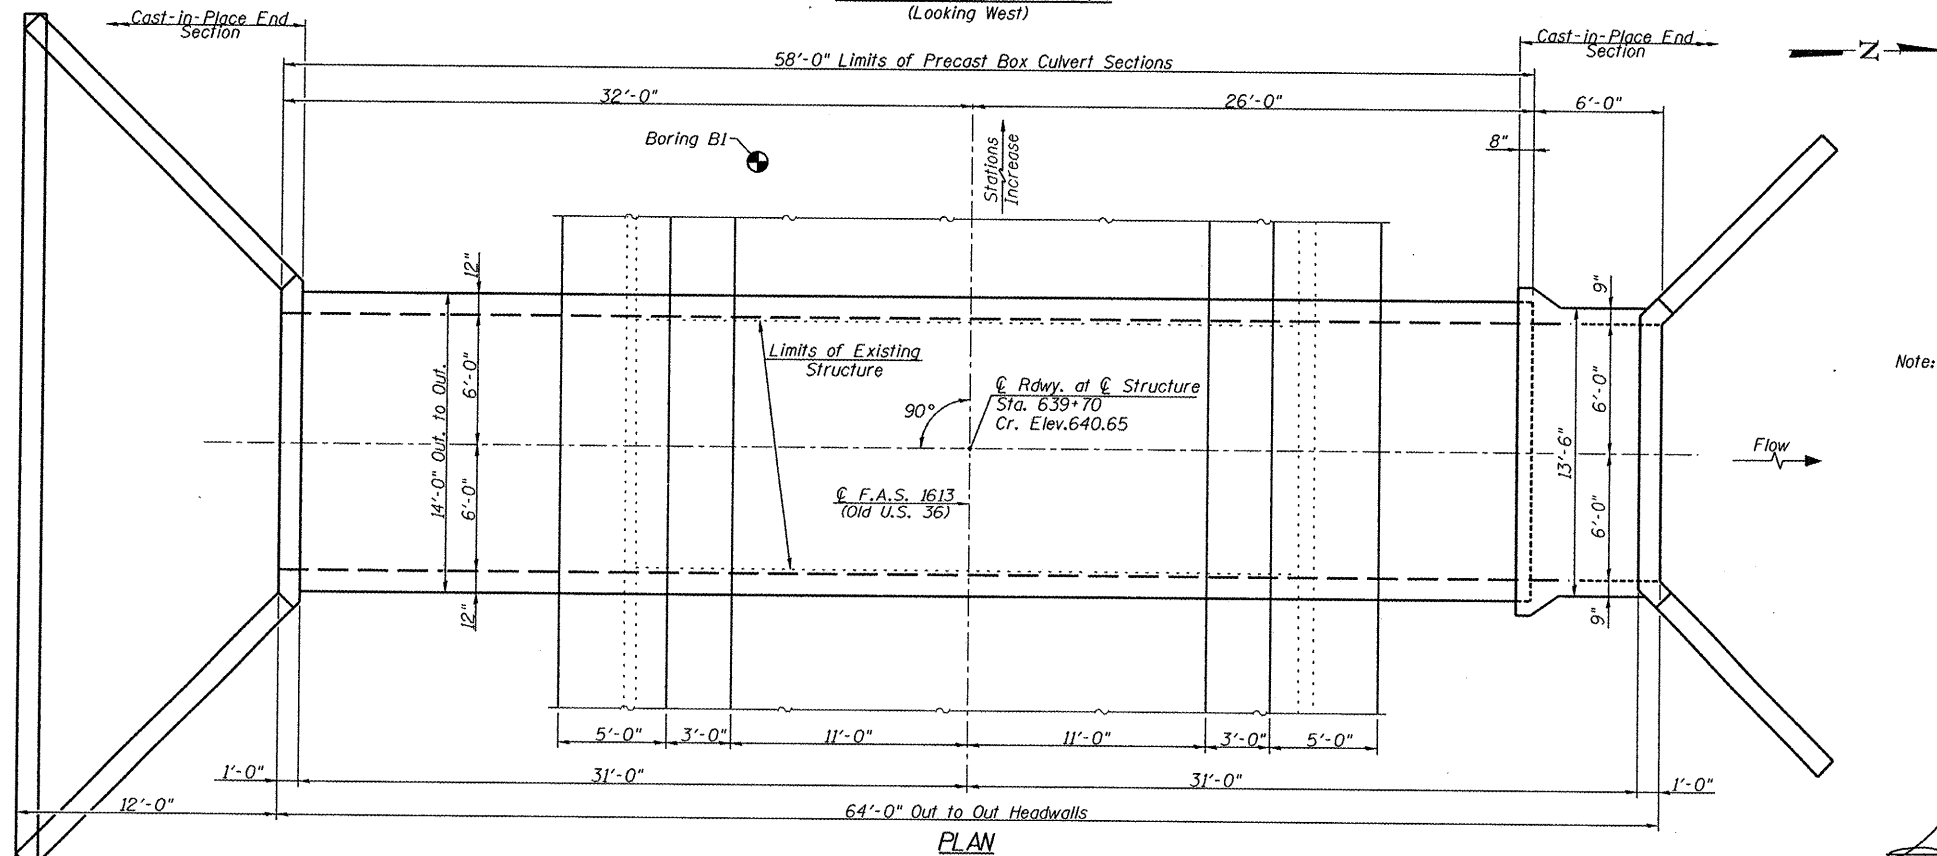 (Looking West)
Cast-in-Place End
Section
Cast-in-Place End
Section
N
58'-0" Limits of Precast Box Culvert Sections
32'-0"
26'-0"
6'-0"
Boring B1
Stations
Increase
8"
12"
9"
Limits of Existing
Structure
14'-0" Out. to Out.
6'-0"
6'-0"
12"
90°
℄ Rdwy. at ℄ Structure
Sta. 639+70
Cr. Elev.640.65
℄ F.A.S. 1613
(Old U.S. 36)
13'-6"
6'-0"
6'-0"
9"
Note:
Flow
5'-0"
3'-0"
11'-0"
11'-0"
3'-0"
5'-0"
1'-0"
31'-0"
31'-0"
1'-0"
12'-0"
64'-0" Out to Out Headwalls
PLAN